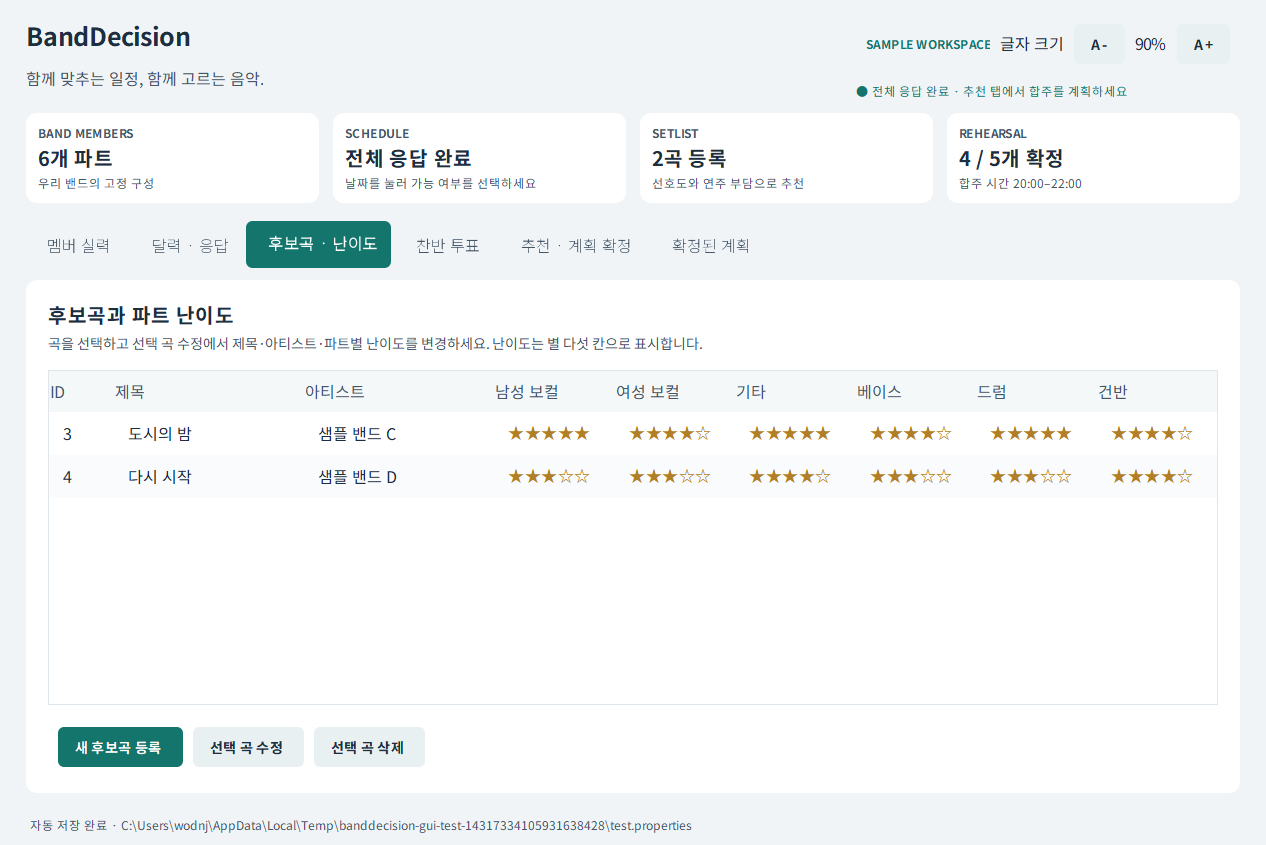 BandDecision
함께 맞추는 일정, 함께 고르는 음악.
SAMPLE WORKSPACE 글자 크기 A- 90% A+
● 전체 응답 완료 · 추천 탭에서 합주를 계획하세요
BAND MEMBERS
6개 파트
우리 밴드의 고정 구성
SCHEDULE
전체 응답 완료
날짜를 눌러 가능 여부를 선택하세요
SETLIST
2곡 등록
선호도와 연주 부담으로 추천
REHEARSAL
4 / 5개 확정
합주 시간 20:00–22:00
멤버 실력 달력 · 응답 후보곡 · 난이도 찬반 투표 추천 · 계획 확정 확정된 계획
후보곡과 파트 난이도
곡을 선택하고 선택 곡 수정에서 제목·아티스트·파트별 난이도를 변경하세요. 난이도는 별 다섯 칸으로 표시합니다.
ID 제목 아티스트 남성 보컬 여성 보컬 기타 베이스 드럼 건반
3 도시의 밤 샘플 밴드 C ★★★★★ ★★★★☆ ★★★★★ ★★★★☆ ★★★★★ ★★★★☆
4 다시 시작 샘플 밴드 D ★★★☆☆ ★★★☆☆ ★★★★☆ ★★★☆☆ ★★★☆☆ ★★★★☆
새 후보곡 등록 선택 곡 수정 선택 곡 삭제
자동 저장 완료 · C:\Users\wodnj\AppData\Local\Temp\banddecision-gui-test-14317334105931638428\test.properties